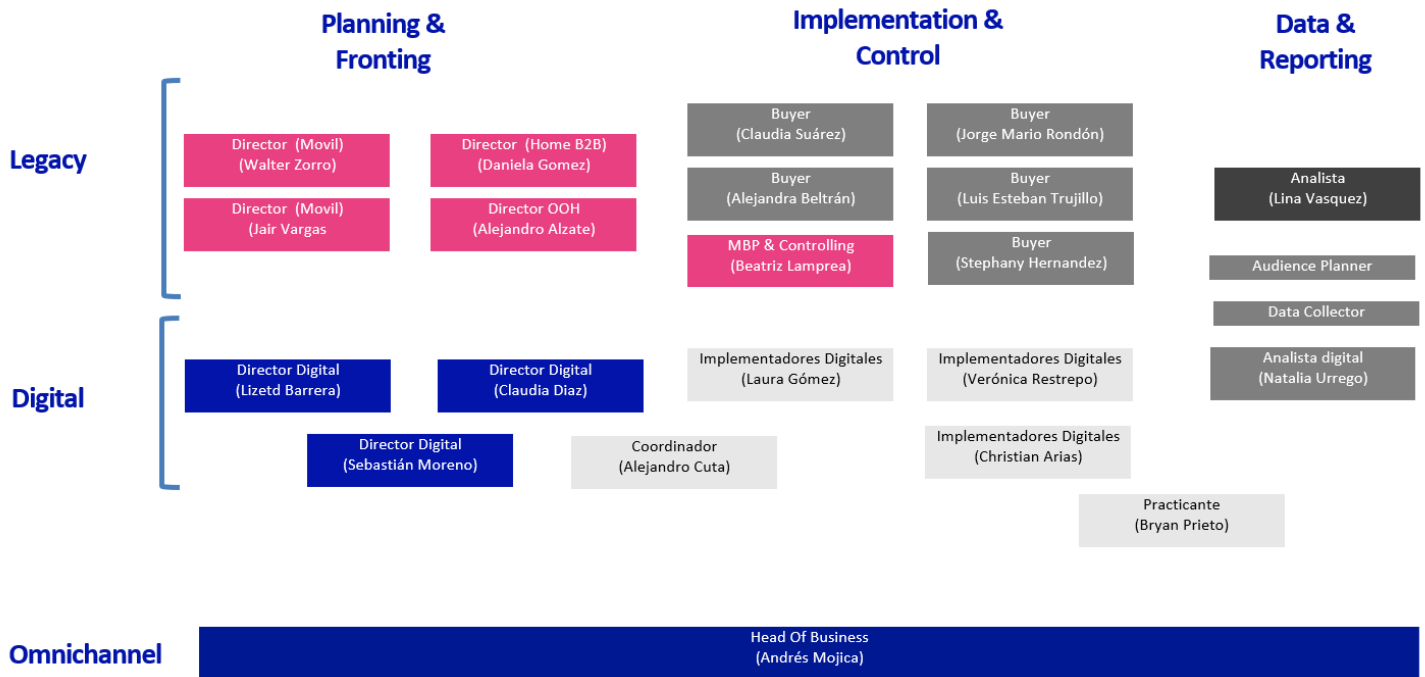 Planning &
Fronting
Implementation &
Control
Data &
Reporting
Legacy
Director  (Movil)
(Walter Zorro)
Director  (Home B2B)
(Daniela Gomez)
Director  (Movil)
(Jair Vargas
Director OOH
(Alejandro Alzate)
Buyer
(Claudia Suárez)
Buyer
(Jorge Mario Rondón)
Buyer
(Alejandra Beltrán)
Buyer
(Luis Esteban Trujillo)
MBP & Controlling
(Beatriz Lamprea)
Buyer
(Stephany Hernandez)
Analista
(Lina Vasquez)
Audience Planner
Data Collector
Digital
Director Digital
(Lizetd Barrera)
Director Digital
(Claudia Diaz)
Director Digital
(Sebastián Moreno)
Coordinador
(Alejandro Cuta)
Implementadores Digitales
(Laura Gómez)
Implementadores Digitales
(Verónica Restrepo)
Implementadores Digitales
(Christian Arias)
Analista digital
(Natalia Urrego)
Practicante
(Bryan Prieto)
Omnichannel
Head Of Business
(Andrés Mojica)